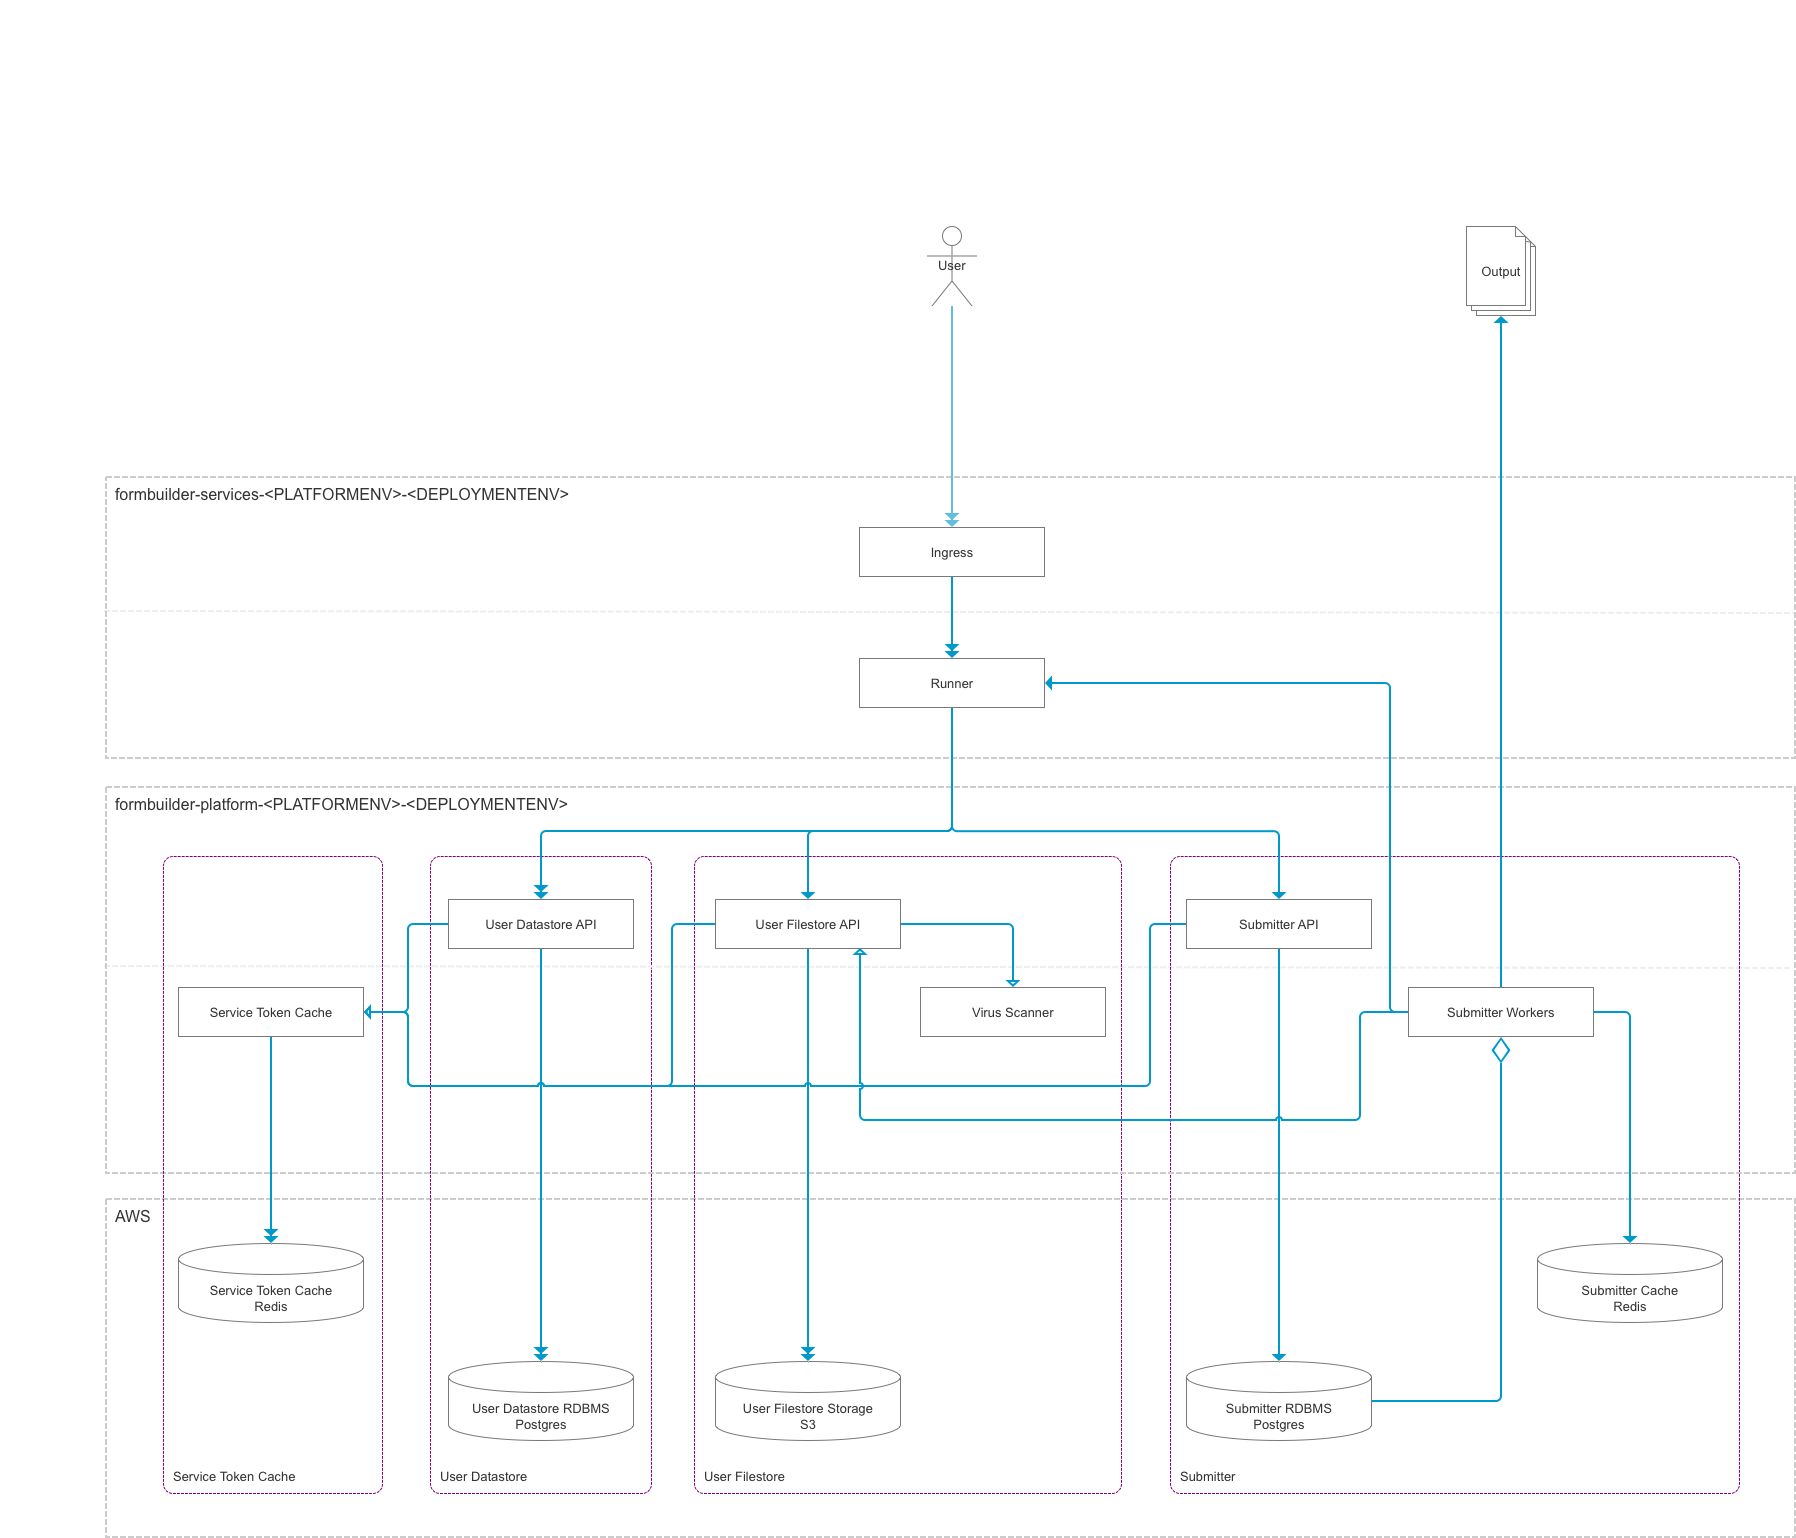 User
Output
formbuilder-services-<PLATFORMENV>-<DEPLOYMENTENV>
Ingress
Runner
formbuilder-platform-<PLATFORMENV>-<DEPLOYMENTENV>
User Datastore API
User Filestore API
Submitter API
Service Token Cache
Virus Scanner
Submitter Workers
AWS
Service Token Cache
Redis
Submitter Cache
Redis
User Datastore RDBMS
Postgres
User Filestore Storage
S3
Submitter RDBMS
Postgres
Service Token Cache
User Datastore
User Filestore
Submitter